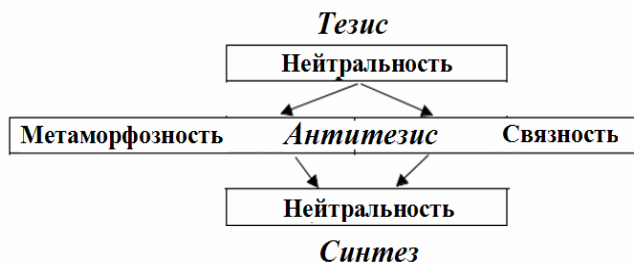 Тезис
Нейтральность
Метаморфозность Антитезис Связность
Нейтральность
Синтез